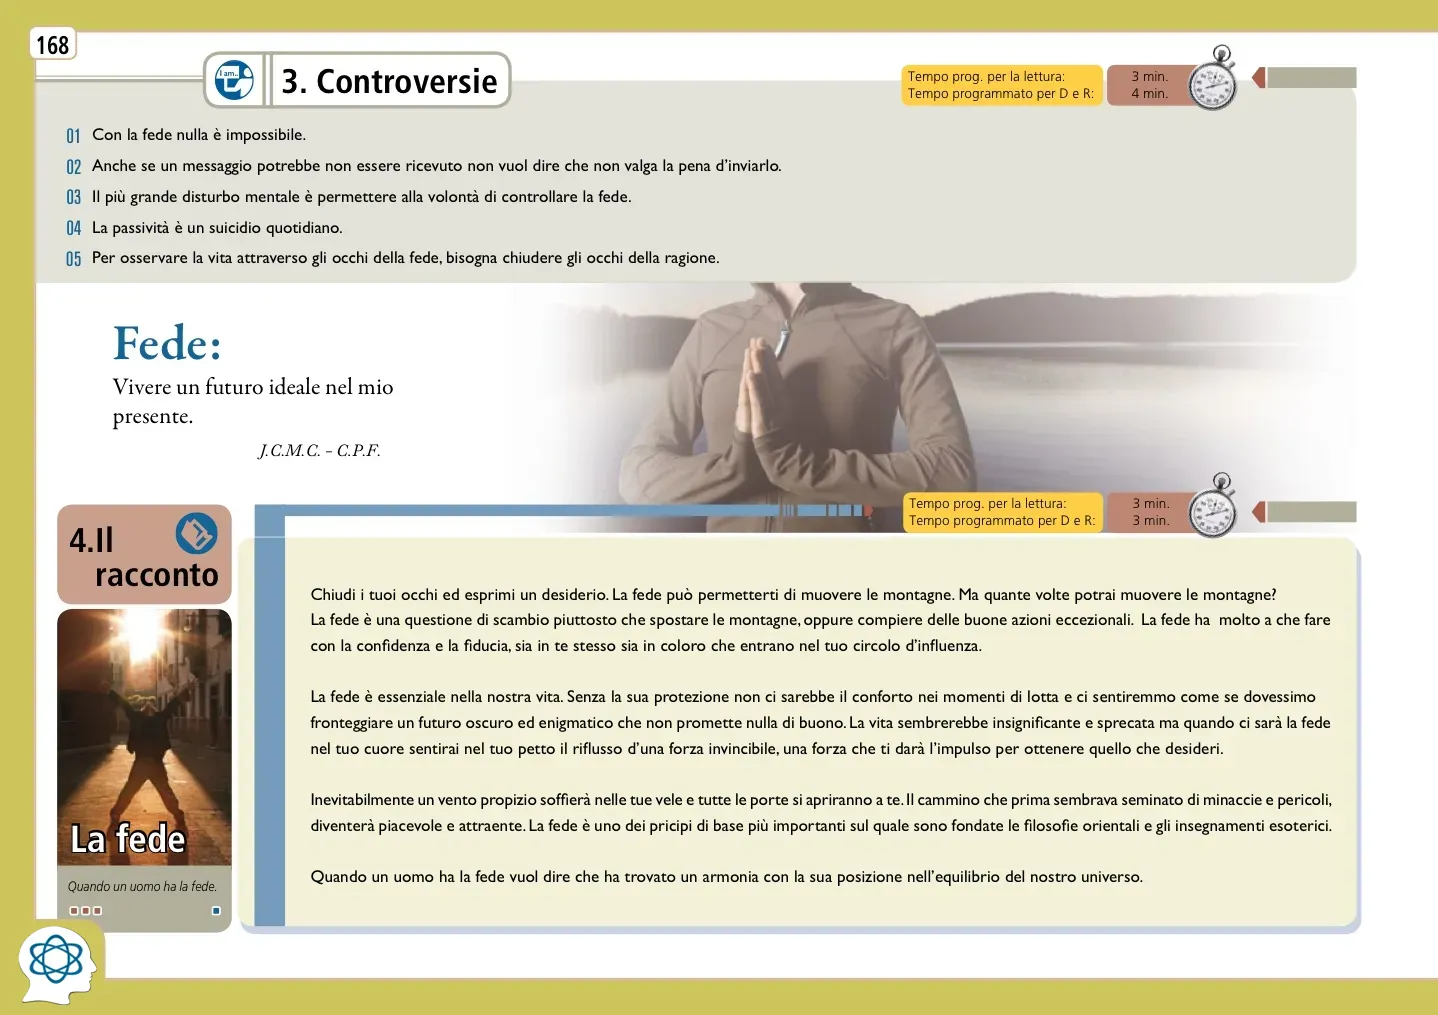 168
I am...
3. Controversie
Tempo prog. per la lettura: 3 min.
Tempo programmato per D e R: 4 min.
01 Con la fede nulla è impossibile.
02 Anche se un messaggio potrebbe non essere ricevuto non vuol dire che non valga la pena d'inviarlo.
03 Il più grande disturbo mentale è permettere alla volontà di controllare la fede.
04 La passività è un suicidio quotidiano.
05 Per osservare la vita attraverso gli occhi della fede, bisogna chiudere gli occhi della ragione.
Fede:
Vivere un futuro ideale nel mio
presente.
J.C.M.C. – C.P.F.
Tempo prog. per la lettura: 3 min.
Tempo programmato per D e R: 3 min.
4.Il
racconto
La fede
Quando un uomo ha la fede.
Chiudi i tuoi occhi ed esprimi un desiderio. La fede può permetterti di muovere le montagne. Ma quante volte potrai muovere le montagne?
La fede è una questione di scambio piuttosto che spostare le montagne, oppure compiere delle buone azioni eccezionali. La fede ha molto a che fare
con la confidenza e la fiducia, sia in te stesso sia in coloro che entrano nel tuo circolo d'influenza.
La fede è essenziale nella nostra vita. Senza la sua protezione non ci sarebbe il conforto nei momenti di lotta e ci sentiremmo come se dovessimo
fronteggiare un futuro oscuro ed enigmatico che non promette nulla di buono. La vita sembrerebbe insignificante e sprecata ma quando ci sarà la fede
nel tuo cuore sentirai nel tuo petto il riflusso d'una forza invincibile, una forza che ti darà l'impulso per ottenere quello che desideri.
Inevitabilmente un vento propizio soffierà nelle tue vele e tutte le porte si apriranno a te. Il cammino che prima sembrava seminato di minaccie e pericoli,
diventerà piacevole e attraente. La fede è uno dei pricipi di base più importanti sul quale sono fondate le filosofie orientali e gli insegnamenti esoterici.
Quando un uomo ha la fede vuol dire che ha trovato un armonia con la sua posizione nell'equilibrio del nostro universo.